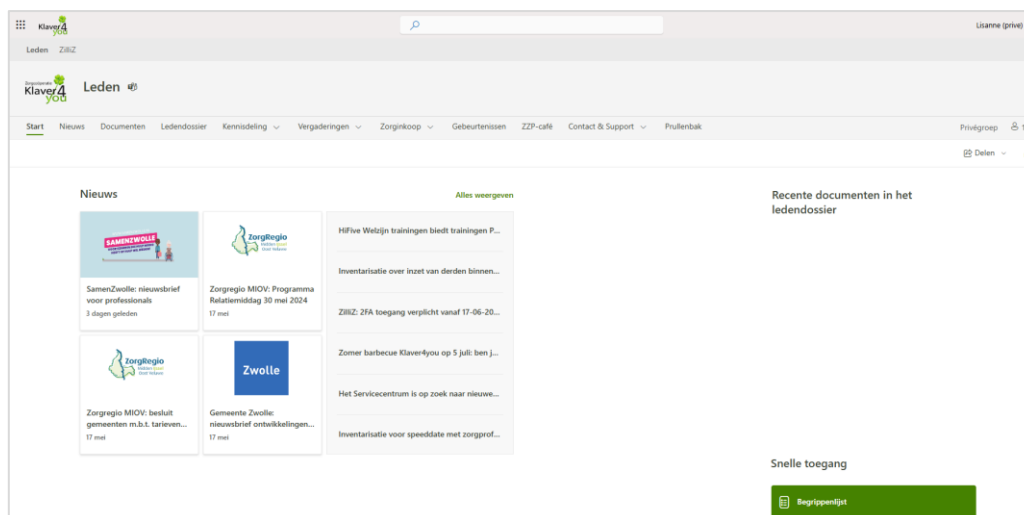 Klaver4you
Lisanne (prive)
Leden ZilliZ
Klaver4you
Leden
Start Nieuws Documenten Ledendossier Kennisdeling Vergaderingen Zorginkoop Gebeurtenissen ZZP-café Contact & Support Prullenbak
Privégroep
Delen
Nieuws
Alles weergeven
SAMENZWOLLE
SamenZwolle: nieuwsbrief
voor professionals
3 dagen geleden
ZorgRegio
Zorgregio MIOV: Programma
Relatiemiddag 30 mei 2024
17 mei
ZorgRegio
Zorgregio MIOV: besluit
gemeenten m.b.t. tarieven...
17 mei
Zwolle
Gemeente Zwolle:
nieuwsbrief ontwikkelingen...
17 mei
HiFive Welzijn trainingen biedt trainingen P...
Inventarisatie over inzet van derden binnen...
ZilliZ: 2FA toegang verplicht vanaf 17-06-20...
Zomer barbecue Klaver4you op 5 juli: ben j...
Het Servicecentrum is op zoek naar nieuwe...
Inventarisatie voor speeddate met zorgprof...
Recente documenten in het
ledendossier
Snelle toegang
Begrippenlijst